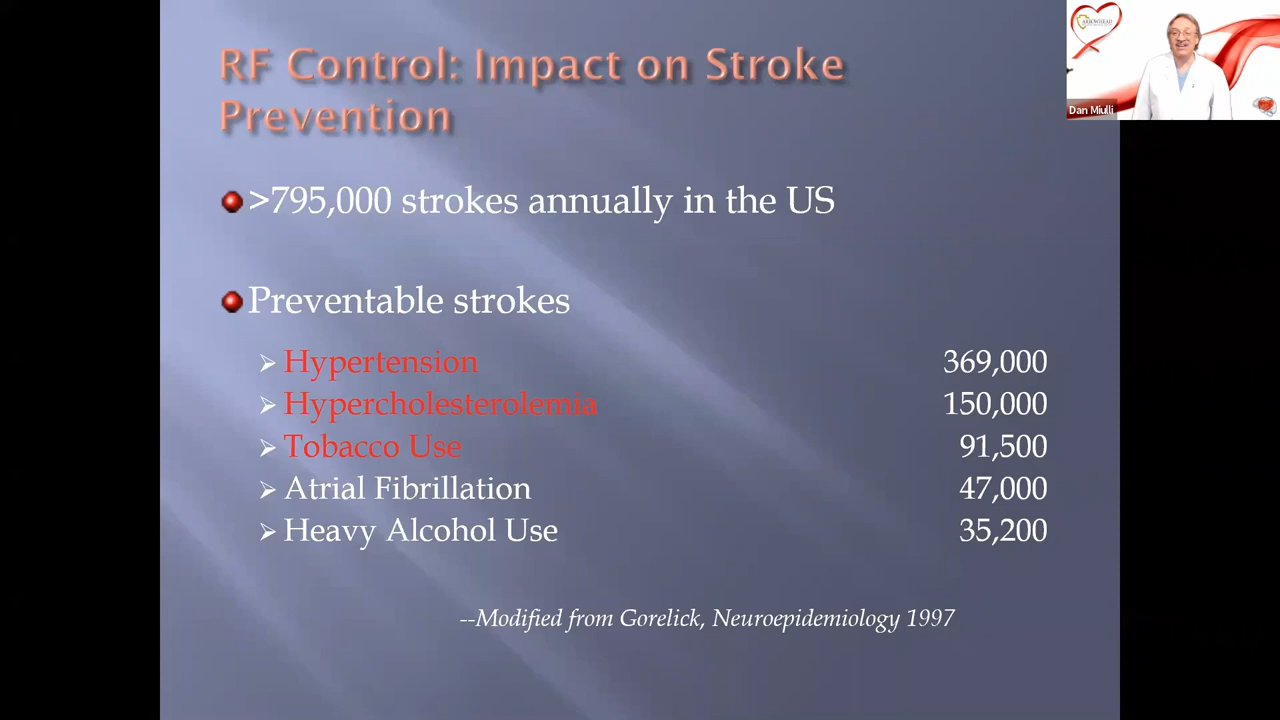 RF Control: Impact on Stroke
Prevention
>795,000 strokes annually in the US
Preventable strokes
Hypertension 369,000
Hypercholesterolemia 150,000
Tobacco Use 91,500
Atrial Fibrillation 47,000
Heavy Alcohol Use 35,200
--Modified from Gorelick, Neuroepidemiology 1997
ARROWHEAD
Dan Miulli